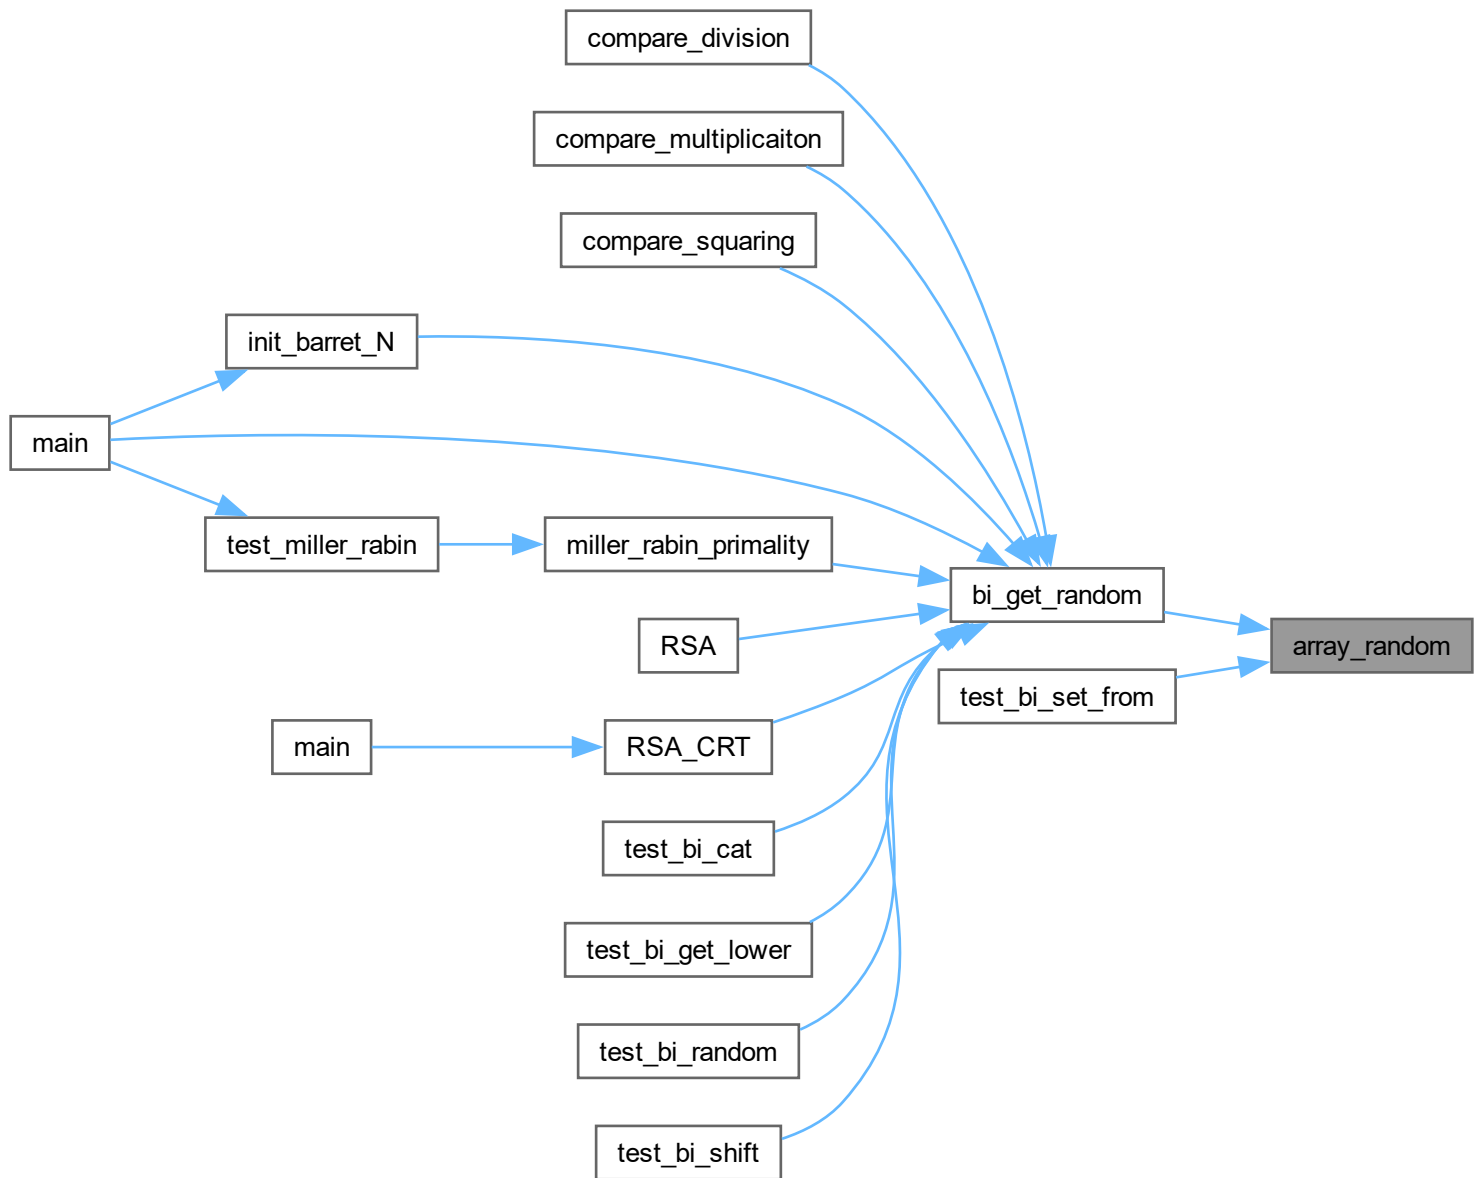 compare_division
compare_multiplicaiton
compare_squaring
init_barret_N
main
test_miller_rabin
miller_rabin_primality
bi_get_random
RSA
array_random
test_bi_set_from
main
RSA_CRT
test_bi_cat
test_bi_get_lower
test_bi_random
test_bi_shift